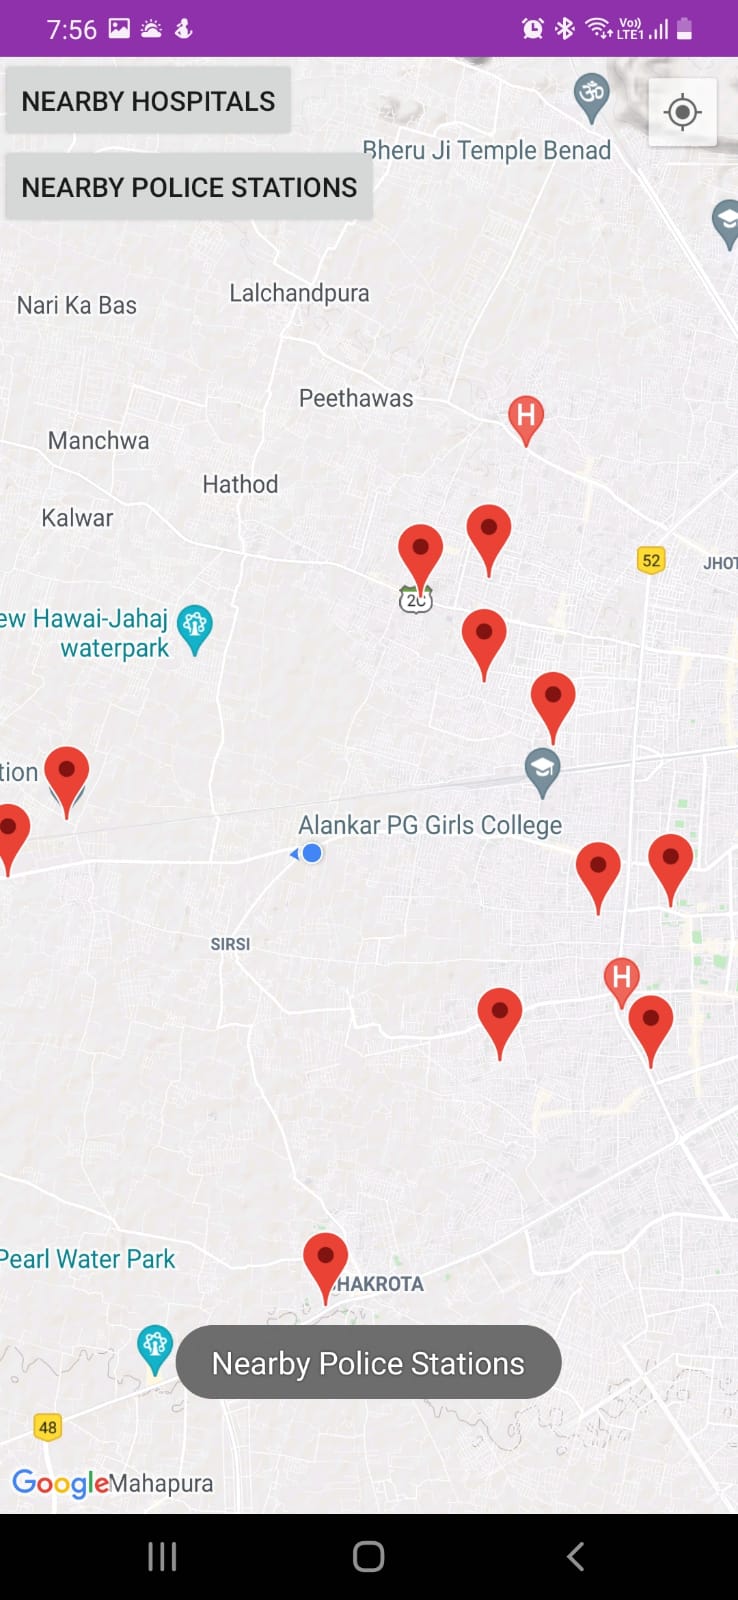 7:56
Vo)) LTE1
NEARBY HOSPITALS
NEARBY POLICE STATIONS
Bheru Ji Temple Benad
Lalchandpura
Nari Ka Bas
Peethawas
H
Manchwa
Hathod
Kalwar
52
JHOT
ew Hawai-Jahaj
waterpark
tion
Alankar PG Girls College
SIRSI
H
Pearl Water Park
HAKROTA
Nearby Police Stations
48
Google
Mahapura